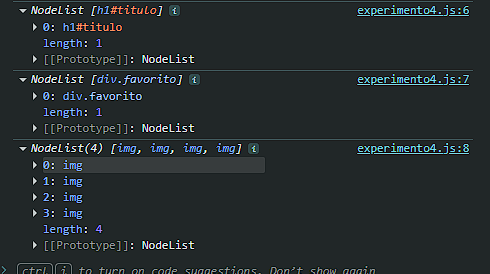 NodeList [h1#titulo] i experimento4.js:6
0: h1#titulo
length: 1
[[Prototype]]: NodeList
NodeList [div.favorito] i experimento4.js:7
0: div.favorito
length: 1
[[Prototype]]: NodeList
NodeList(4) [img, img, img, img] i experimento4.js:8
0: img
1: img
2: img
3: img
length: 4
[[Prototype]]: NodeList
ctrl i to turn on code suggestions. Don't show again